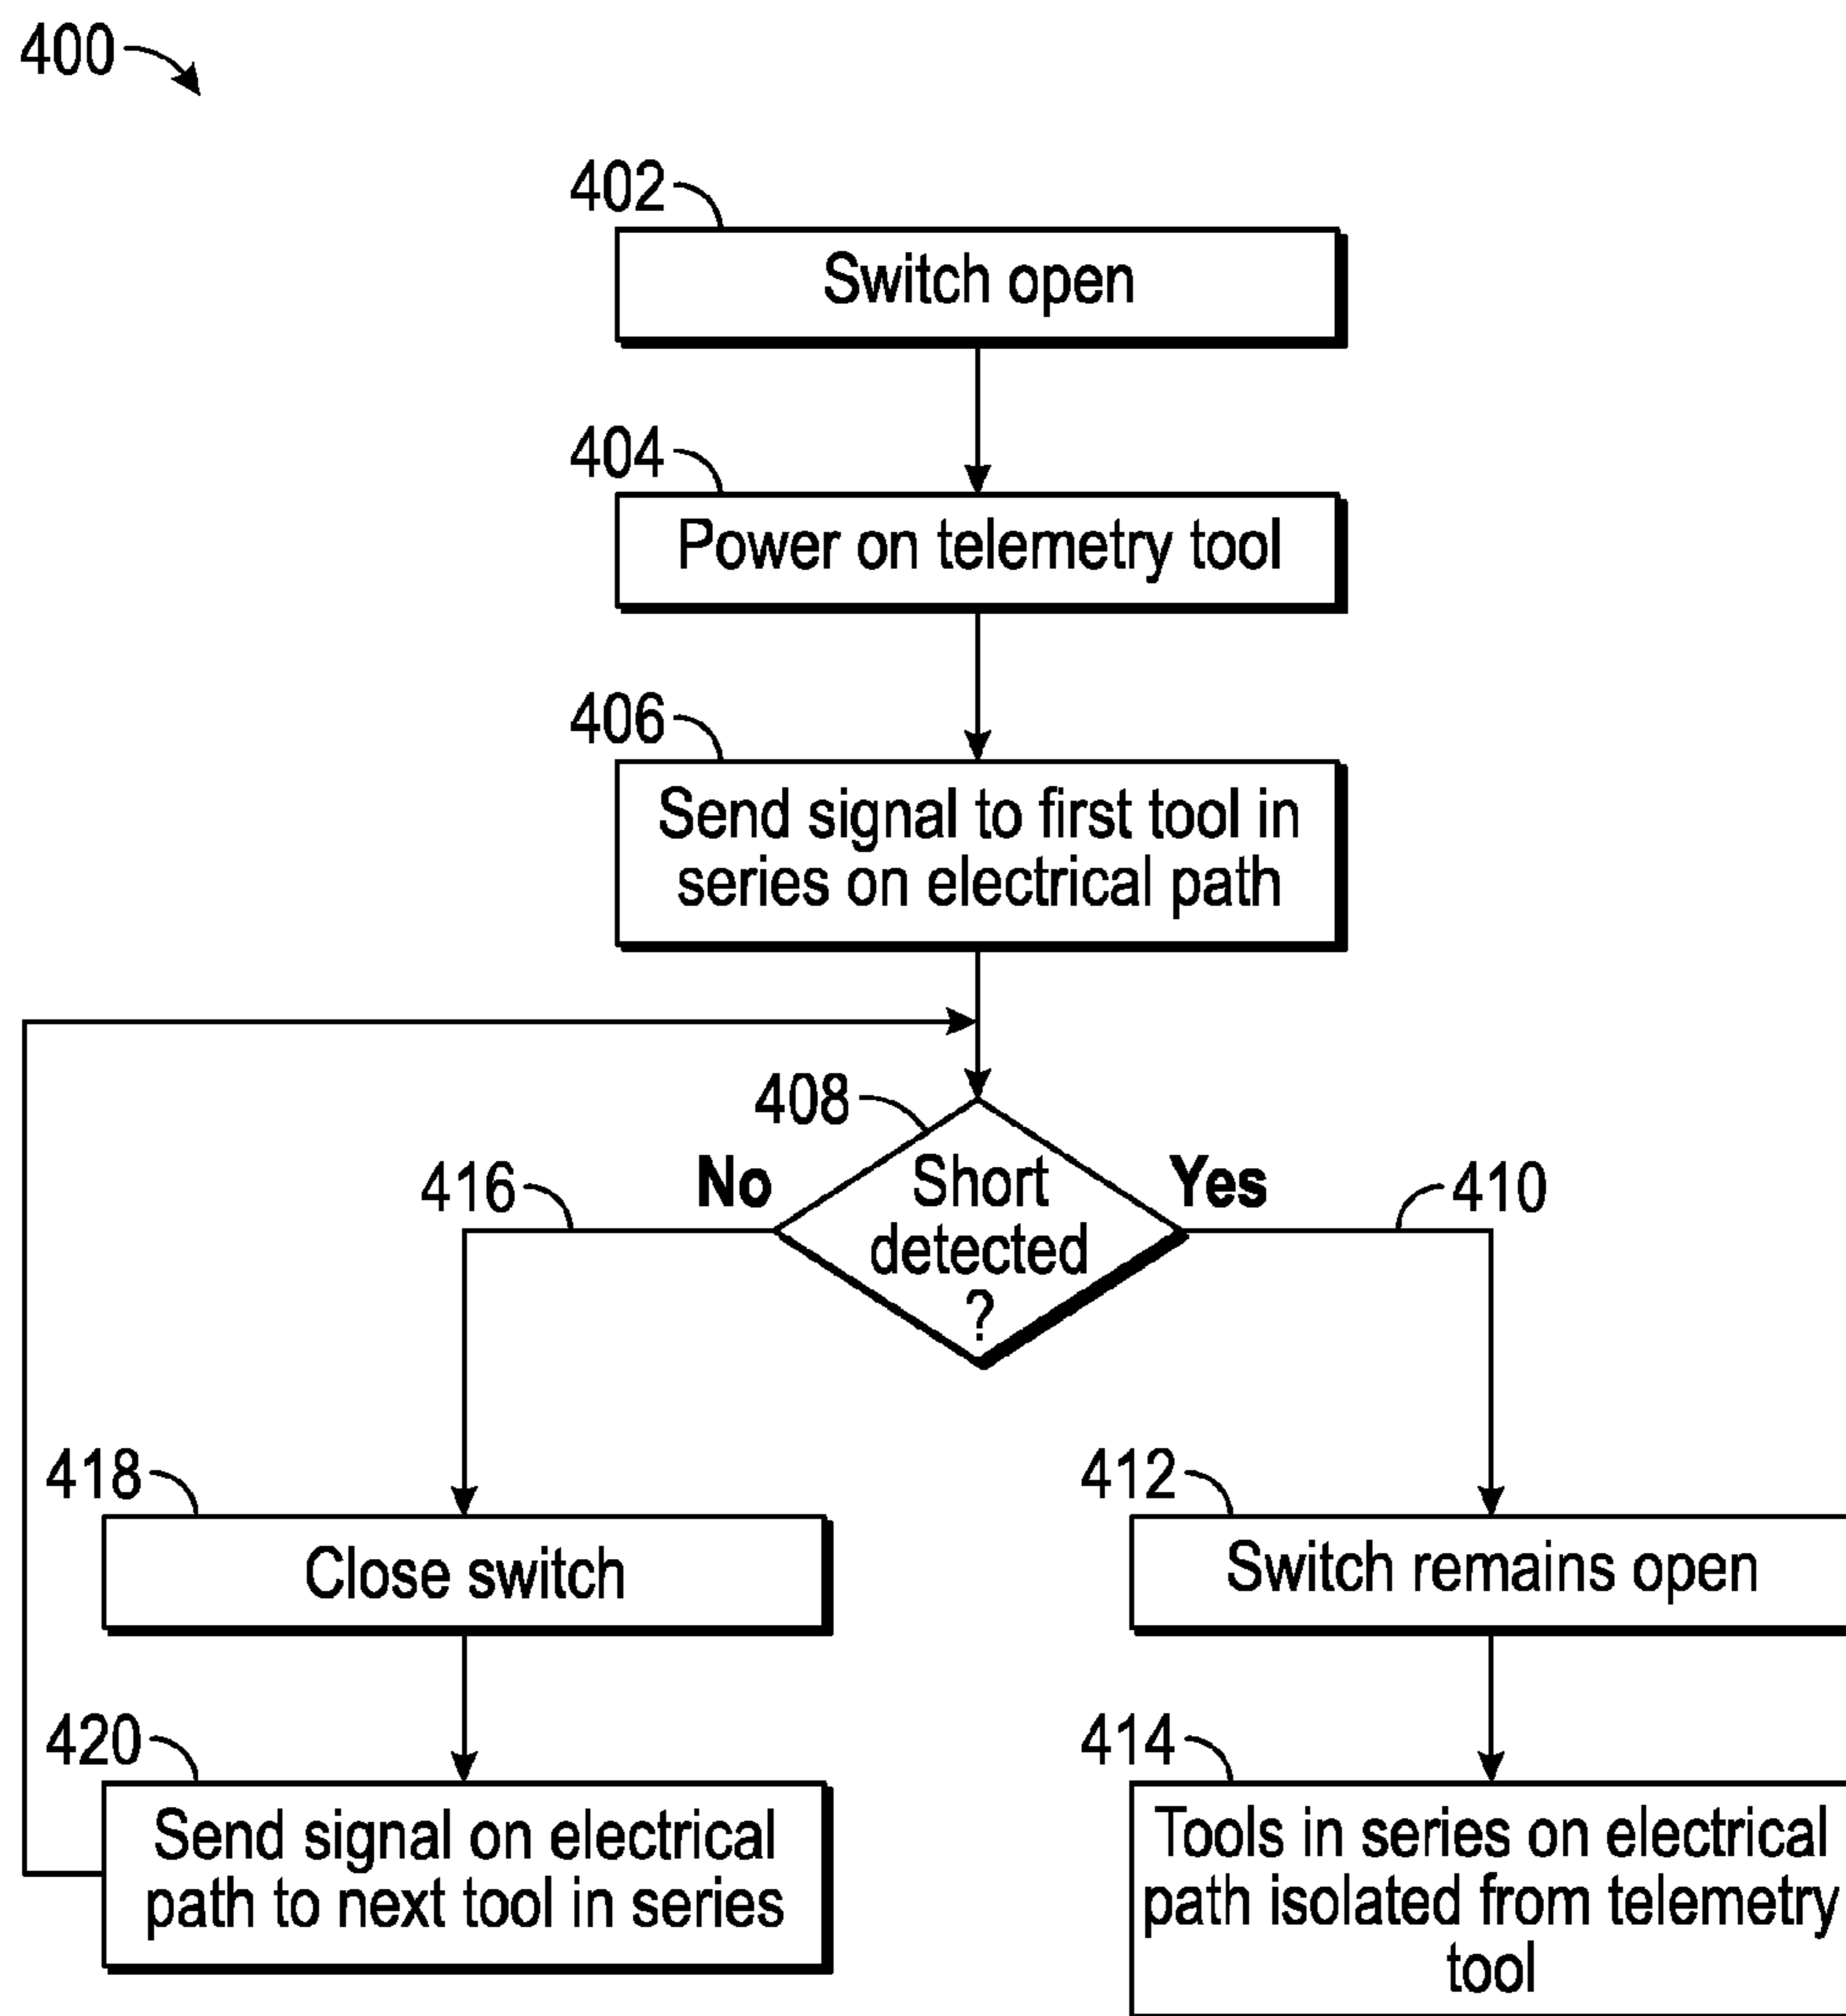 400
402
Switch open
404
Power on telemetry tool
406
Send signal to first tool in
series on electrical path
408
416
No
Short
detected
?
Yes
410
418
Close switch
412
Switch remains open
420
Send signal on electrical
path to next tool in series
414
Tools in series on electrical
path isolated from telemetry
tool